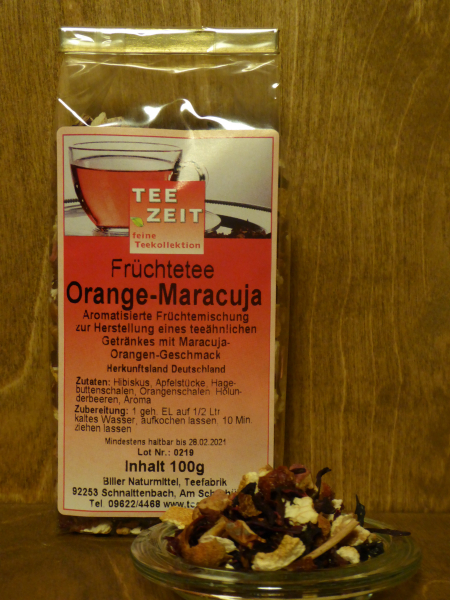 TEE
ZEIT
feine
Teekollektion
Früchtetee
Orange-Maracuja
Aromatisierte Früchtemischung
zur Herstellung eines teeähnlichen
Getränkes mit Maracuja-
Orangen-Geschmack
Herkunftsland Deutschland
Zutaten: Hibiskus, Apfelstücke, Hage-
buttenschalen, Orangenschalen, Holun-
derbeeren, Aroma
Zubereitung: 1 geh. EL auf 1/2 Ltr.
kaltes Wasser, aufkochen lassen, 10 Min.
ziehen lassen
Mindestens haltbar bis 28.02.2021
Lot Nr.: 0219
Inhalt 100g
Biller Naturmittel, Teefabrik
92253 Schnaittenbach, Am
Tel. 09622/4468